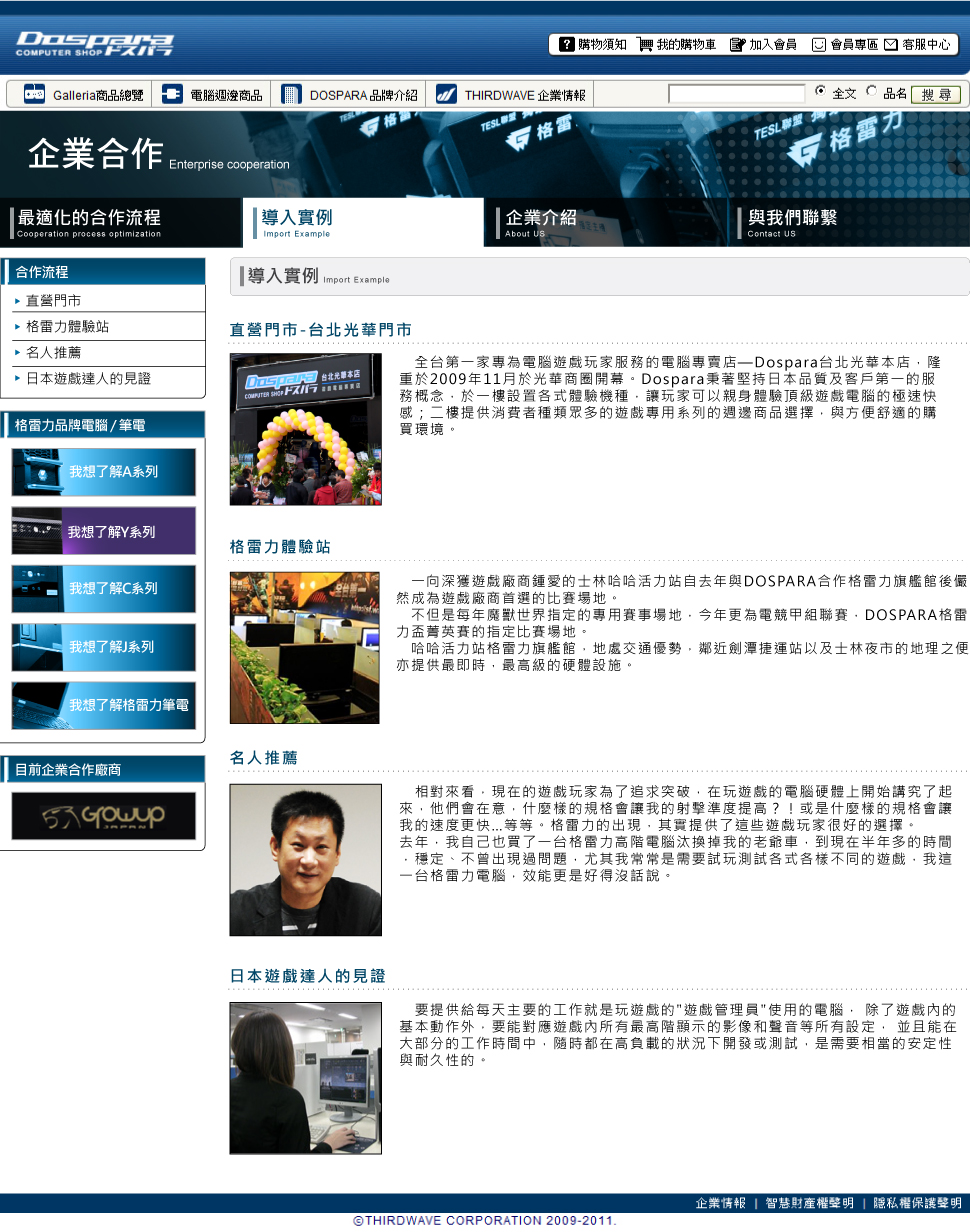 Dospara
COMPUTER SHOP ドスパラ
購物須知 我的購物車 加入會員 會員專區 客服中心
Galleria商品總覽 電腦週邊商品 DOSPARA 品牌介紹 THIRDWAVE 企業情報 全文 品名 搜 尋
TESL聯盟 格雷力
TESL聯盟 格雷力
企業合作 Enterprise cooperation
最適化的合作流程 導入實例 企業介紹 與我們聯繫
Cooperation process optimization Import Example About US Contact US
合作流程
直營門市
格雷力體驗站
名人推薦
日本遊戲達人的見證
格雷力品牌電腦/筆電
我想了解A系列
我想了解Y系列
我想了解C系列
我想了解J系列
我想了解格雷力筆電
目前企業合作廠商
GROWUP
JAPAN
導入實例 Import Example
直營門市-台北光華門市
Dospara 台北光華本店
COMPUTER SHOP ドスパラ
全台第一家專為電腦遊戲玩家服務的電腦專賣店—Dospara台北光華本店，隆
重於2009年11月於光華商圈開幕。Dospara秉著堅持日本品質及客戶第一的服
務概念，於一樓設置各式體驗機種，讓玩家可以親身體驗頂級遊戲電腦的極速快
感；二樓提供消費者種類眾多的遊戲專用系列的週邊商品選擇，與方便舒適的購
買環境。
格雷力體驗站
一向深獲遊戲廠商鍾愛的士林哈哈活力站自去年與DOSPARA合作格雷力旗艦館後儼
然成為遊戲廠商首選的比賽場地。
不但是每年魔獸世界指定的專用賽事場地，今年更為電競甲組聯賽，DOSPARA格雷
力盃菁英賽的指定比賽場地。
哈哈活力站格雷力旗艦館，地處交通優勢，鄰近劍潭捷運站以及士林夜市的地理之便
亦提供最即時，最高級的硬體設施。
名人推薦
相對來看，現在的遊戲玩家為了追求突破，在玩遊戲的電腦硬體上開始講究了起
來，他們會在意，什麼樣的規格會讓我的射擊準度提高？！或是什麼樣的規格會讓
我的速度更快...等等。格雷力的出現，其實提供了這些遊戲玩家很好的選擇。
去年，我自己也買了一台格雷力高階電腦汰換掉我的老爺車，到現在半年多的時間
，穩定、不曾出現過問題，尤其我常常是需要試玩測試各式各樣不同的遊戲，我這
一台格雷力電腦，效能更是好得沒話說。
日本遊戲達人的見證
要提供給每天主要的工作就是玩遊戲的"遊戲管理員"使用的電腦， 除了遊戲內的
基本動作外，要能對應遊戲內所有最高階顯示的影像和聲音等所有設定， 並且能在
大部分的工作時間中，隨時都在高負載的狀況下開發或測試，是需要相當的安定性
與耐久性的。
企業情報 | 智慧財產權聲明 | 隱私權保護聲明
©THIRDWAVE CORPORATION 2009-2011.